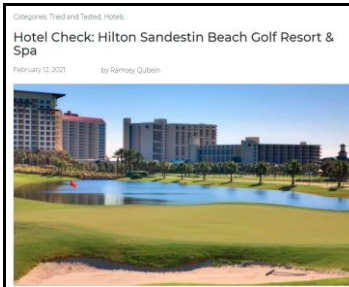 Categories: Tried and Tested, Hotels
Hotel Check: Hilton Sandestin Beach Golf Resort &
Spa
February 12, 2021 by Ramsey Qubein